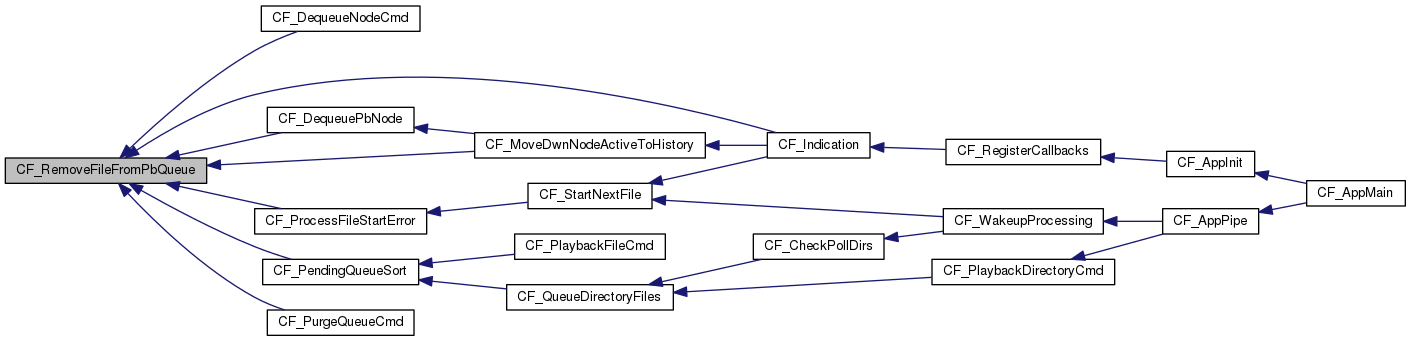 CF_DequeueNodeCmd
CF_DequeuePbNode
CF_MoveDwnNodeActiveToHistory
CF_Indication
CF_RegisterCallbacks
CF_AppInit
CF_RemoveFileFromPbQueue
CF_StartNextFile
CF_AppMain
CF_ProcessFileStartError
CF_WakeupProcessing
CF_AppPipe
CF_PlaybackFileCmd
CF_CheckPollDirs
CF_PendingQueueSort
CF_PlaybackDirectoryCmd
CF_QueueDirectoryFiles
CF_PurgeQueueCmd